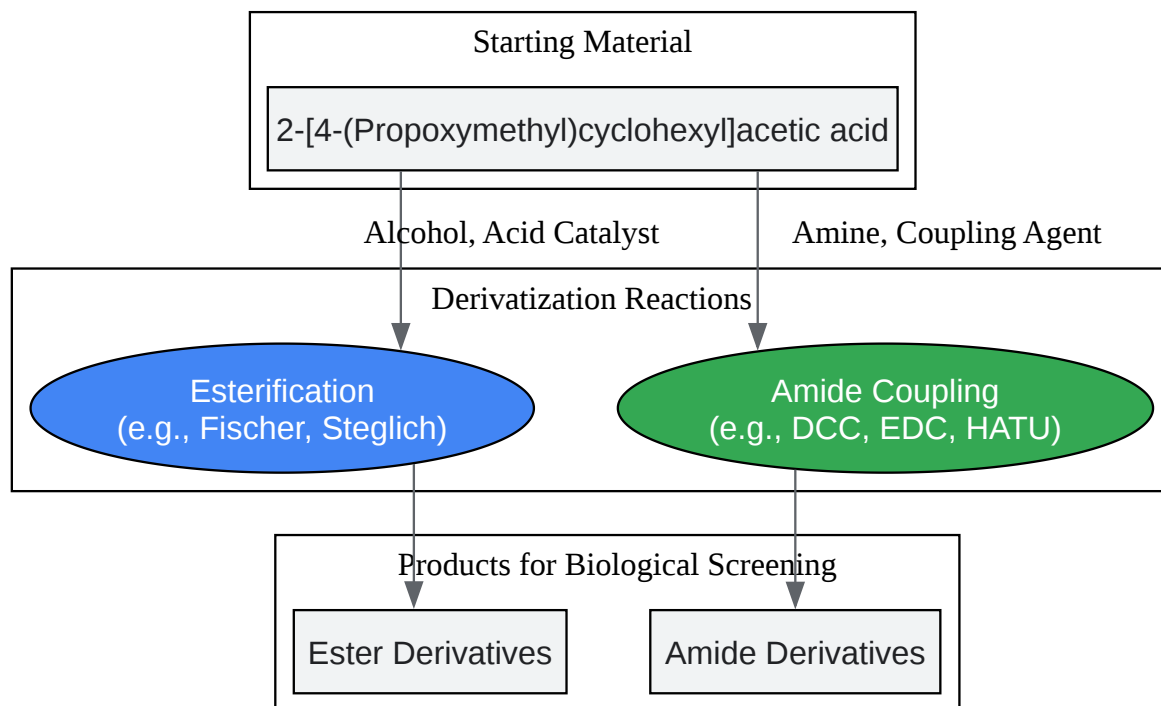 Starting Material
2-[4-(Propoxymethyl)cyclohexyl]acetic acid
Alcohol, Acid Catalyst
Amine, Coupling Agent
Derivatization Reactions
Esterification
(e.g., Fischer, Steglich)
Amide Coupling
(e.g., DCC, EDC, HATU)
Products for Biological Screening
Ester Derivatives
Amide Derivatives